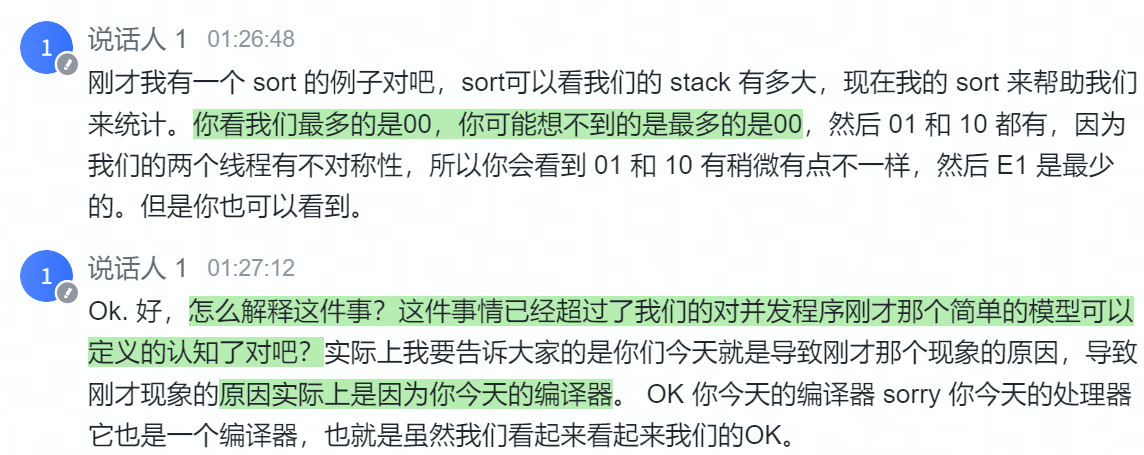 1 说话人 1 01:26:48
刚才我有一个 sort 的例子对吧，sort可以看我们的 stack 有多大，现在我的 sort 来帮助我们
来统计。你看我们最多的是00，你可能想不到的是最多的是00，然后 01 和 10 都有，因为
我们的两个线程有不对称性，所以你会看到 01 和 10 有稍微有点不一样，然后 E1 是最少
的。但是你也可以看到。
1 说话人 1 01:27:12
Ok. 好，怎么解释这件事？这件事情已经超过了我们的对并发程序刚才那个简单的模型可以
定义的认知了对吧？实际上我要告诉大家的是你们今天就是导致刚才那个现象的原因，导致
刚才现象的原因实际上是因为你今天的编译器。 OK 你今天的编译器 sorry 你今天的处理器
它也是一个编译器，也就是虽然我们看起来看起来我们的OK。